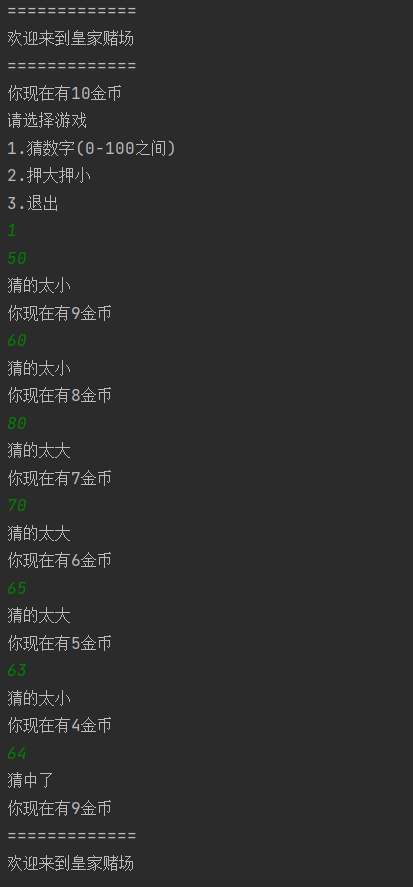 =============
欢迎来到皇家赌场
=============
你现在有10金币
请选择游戏
1.猜数字(0-100之间)
2.押大押小
3.退出
1
50
猜的太小
你现在有9金币
60
猜的太小
你现在有8金币
80
猜的太大
你现在有7金币
70
猜的太大
你现在有6金币
65
猜的太大
你现在有5金币
63
猜的太小
你现在有4金币
64
猜中了
你现在有9金币
=============
欢迎来到皇家赌场